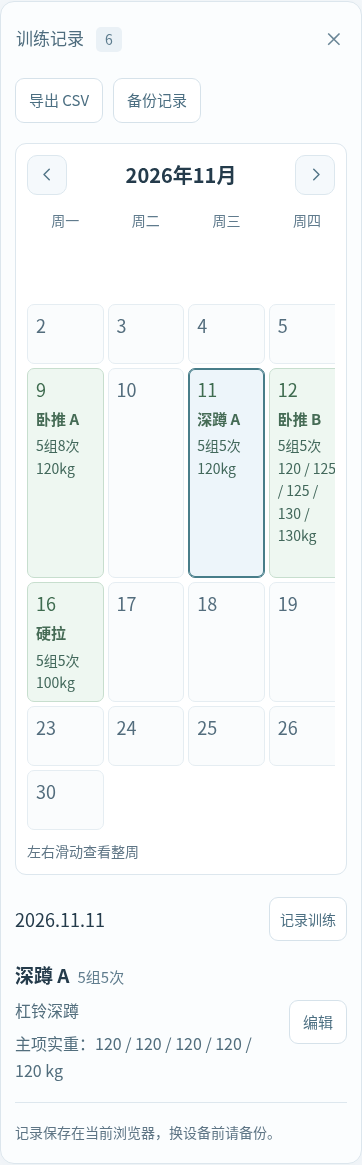 训练记录 6
导出 CSV 备份记录
2026年11月
周一 周二 周三 周四
2 3 4 5
9 10 11 12
卧推 A 深蹲 A 卧推 B
5组8次 5组5次 5组5次
120kg 120kg 120 / 125
/ 125 /
130 /
130kg
16 17 18 19
硬拉
5组5次
100kg
23 24 25 26
30
左右滑动查看整周
2026.11.11 记录训练
深蹲 A 5组5次
杠铃深蹲 编辑
主项实重：120 / 120 / 120 / 120 /
120 kg
记录保存在当前浏览器，换设备前请备份。